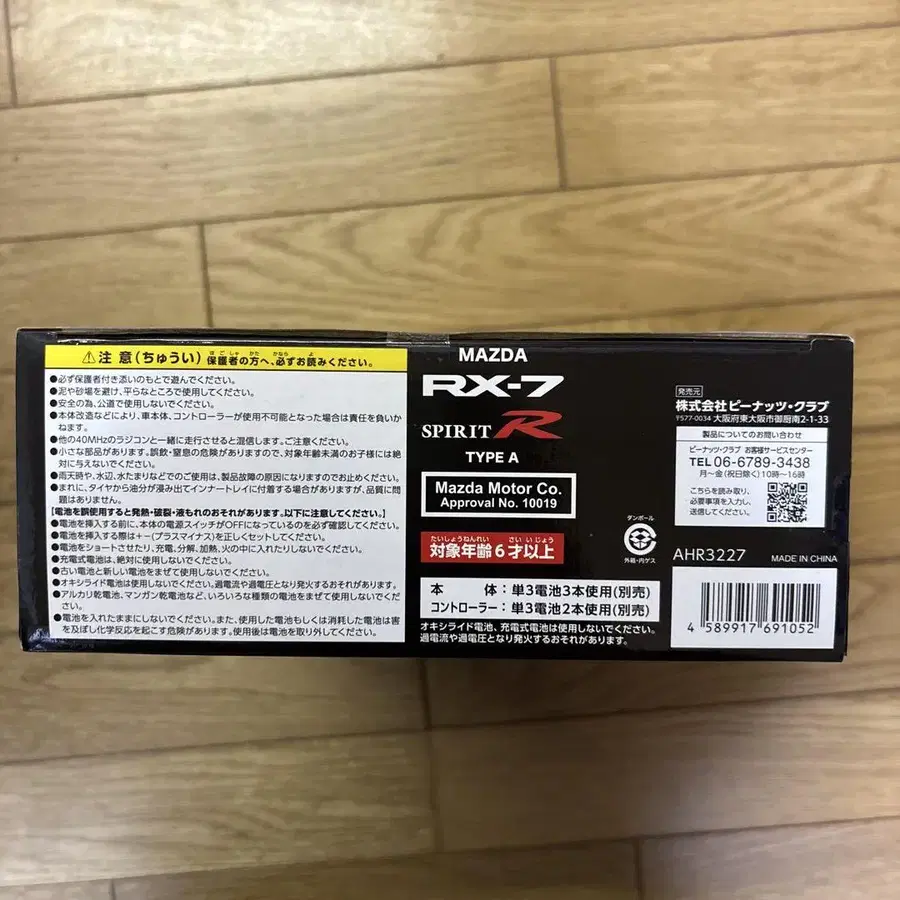 ⚠注意(ちゅうい) 保護者の方へ、必ずお読みください。
●必ず保護者付き添いのもとで遊んでください。
●泥や砂場を避け、平らなところで使用してください。
●安全の為、公道で使用しないでください。
●本体改造などにより、車本体、コントローラーが使用不可能となった場合は責任を負いか
ねます。
●他の40MHzのラジコンと一緒に走行させると混信します。ご注意ください。
●小さな部品があります。誤飲・窒息の危険がありますので、対象年齢未満のお子様には絶
対に与えないでください。
●雨天時や、水辺、水たまりなどでのご使用は、製品故障の原因になりますのでお止めください。
●まれに、タイヤから油分が浸み出てインナートレイに付着する場合がありますが、品質に問
題はありません。
【電池を誤使用すると発熱・破裂・液もれのおそれがあります。以下に注意してください。】
●電池を挿入する前に、本体の電源スイッチがOFFになっているのを必ず確認してください。
●電池を挿入する際は+-(プラスマイナス)を正しくセットしてください。
●電池をショートさせたり、充電、分解、加熱、火の中に入れたりしないでください。
●充電式電池は、絶対に使用しないでください。
●古い電池と新しい電池をまぜて使用しないでください。
●オキシライド電池は使用しないでください。過電流や過電圧となり発火するおそれがあります。
●アルカリ乾電池、マンガン乾電池など、いろいろな種類の電池をまぜて使用しないでくださ
い。
●電池を入れたままにしないでください。また、使用した電池もしくは消耗した電池は害
を及ぼし化学反応を起こす危険があります。使用後は電池を取り外してください。
MAZDA
RX-7
SPIRIT R
TYPE A
Mazda Motor Co.
Approval No. 10019
たいしょうねんれい さい いじょう
対象年齢6才以上
本 体:単3電池3本使用(別売)
コントローラー:単3電池2本使用(別売)
オキシライド電池、充電式電池は使用しないでください。
過電流や過電圧となり発火するおそれがあります。
ダンボール
外箱・内ゲス
発売元
株式会社ピーナッツ・クラブ
〒577-0034 大阪府東大阪市御厨南2-1-33
製品についてのお問い合わせ
ピーナッツ・クラブ お客様サービスセンター
TEL 06-6789-3438
月〜金(祝日除く)10時〜16時
こちらを読み取り、
必要事項を入力し、
送信してください。
AHR3227 MADE IN CHINA
4 589917 691052